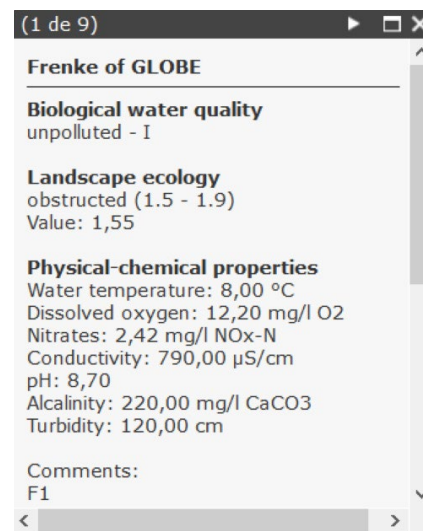 (1 de 9)
Frenke of GLOBE
Biological water quality
unpolluted - I
Landscape ecology
obstructed (1.5 - 1.9)
Value: 1,55
Physical-chemical properties
Water temperature: 8,00 °C
Dissolved oxygen: 12,20 mg/l O2
Nitrates: 2,42 mg/l NOx-N
Conductivity: 790,00 µS/cm
pH: 8,70
Alcalinity: 220,00 mg/l CaCO3
Turbidity: 120,00 cm
Comments:
F1